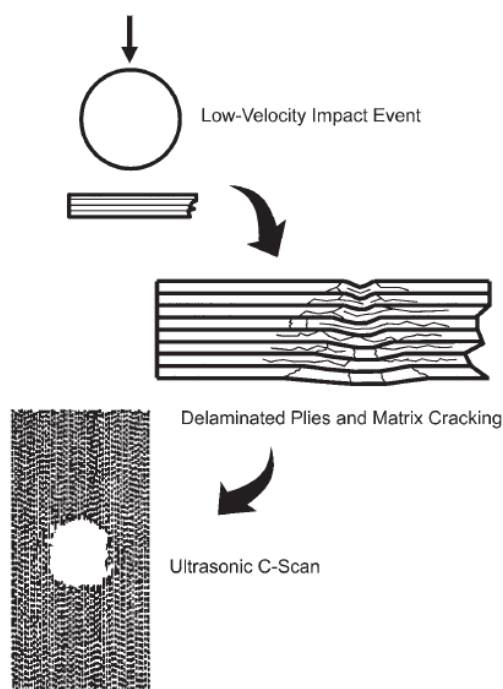 Low-Velocity Impact Event
Delaminated Plies and Matrix Cracking
Ultrasonic C-Scan